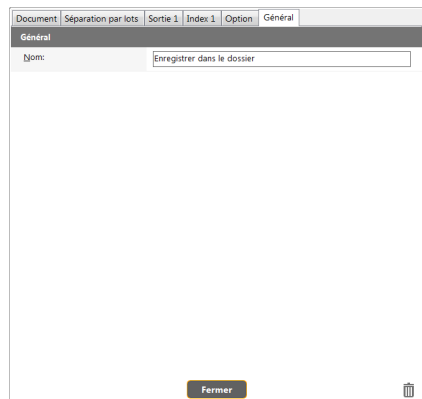 Document Séparation par lots Sortie 1 Index 1 Option Général
Général
Nom: Enregistrer dans le dossier
Fermer